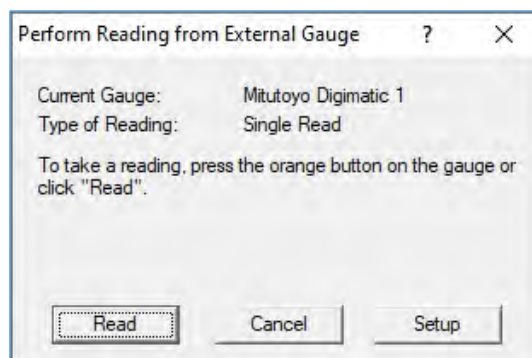 Perform Reading from External Gauge ? X
Current Gauge: Mitutoyo Digimatic 1
Type of Reading: Single Read
To take a reading, press the orange button on the gauge or
click "Read".
Read Cancel Setup